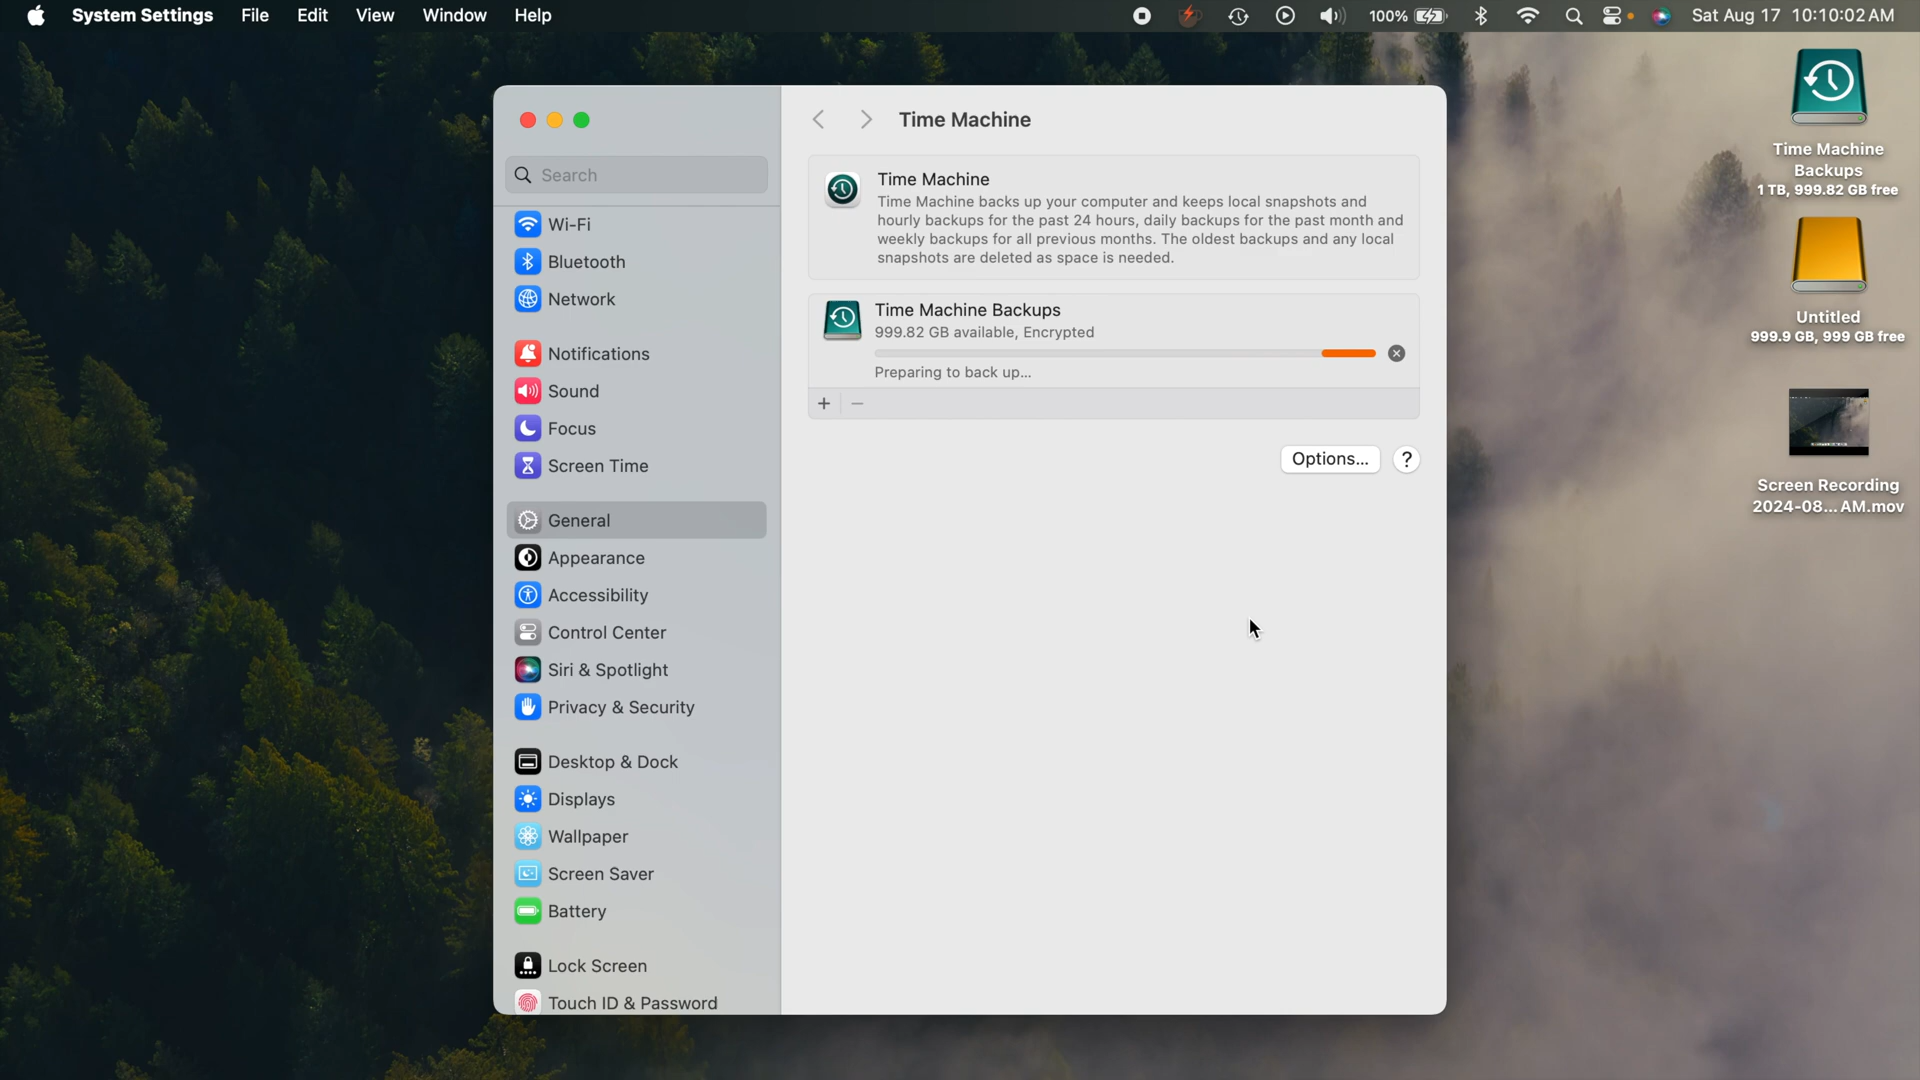 System Settings File Edit View Window Help 100% Sat Aug 17 10:10:02 AM
Search
Wi-Fi
Bluetooth
Network
Notifications
Sound
Focus
Screen Time
General
Appearance
Accessibility
Control Center
Siri & Spotlight
Privacy & Security
Desktop & Dock
Displays
Wallpaper
Screen Saver
Battery
Lock Screen
Touch ID & Password
Time Machine
Time Machine
Time Machine backs up your computer and keeps local snapshots and
hourly backups for the past 24 hours, daily backups for the past month and
weekly backups for all previous months. The oldest backups and any local
snapshots are deleted as space is needed.
Time Machine Backups
999.82 GB available, Encrypted
Preparing to back up...
+ −
Options... ?
Time Machine
Backups
1 TB, 999.82 GB free
Untitled
999.9 GB, 999 GB free
Screen Recording
2024-08...AM.mov